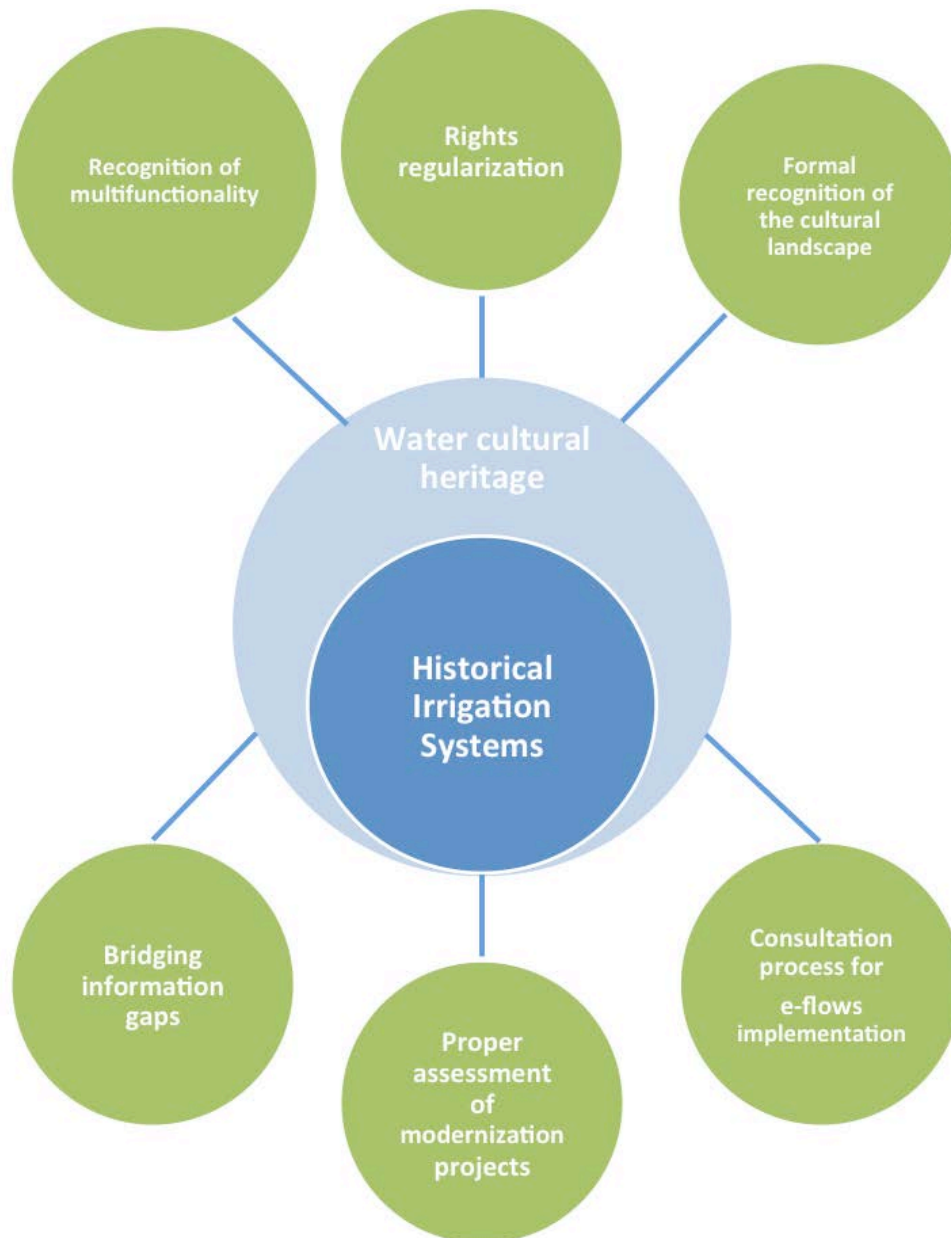 Recognition of
multifunctionality
Rights
regularization
Formal
recognition of
the cultural
landscape
Water cultural
heritage
Historical
Irrigation
Systems
Bridging
information
gaps
Proper
assessment
of
modernization
projects
Consultation
process for
e-flows
implementation